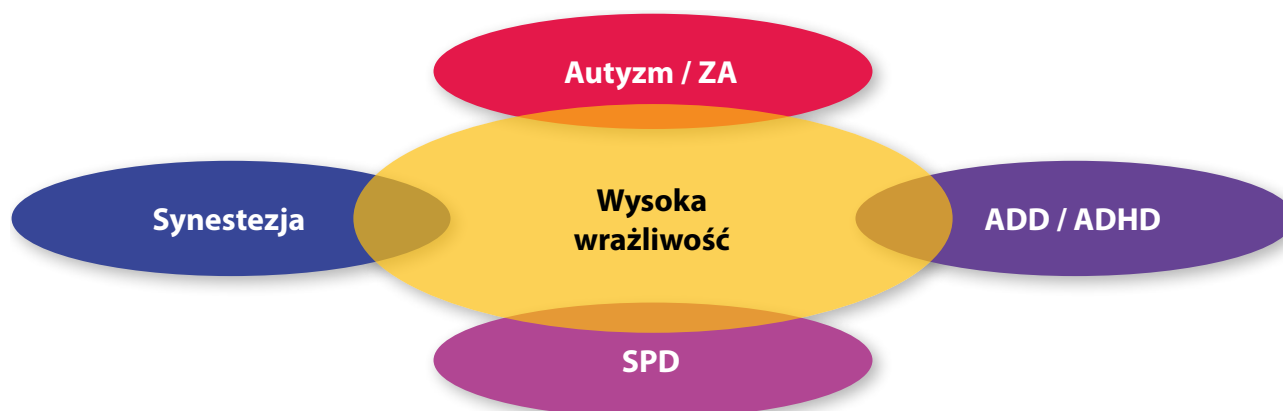 Autyzm / ZA
Synestezja
Wysoka
wrażliwość
ADD / ADHD
SPD